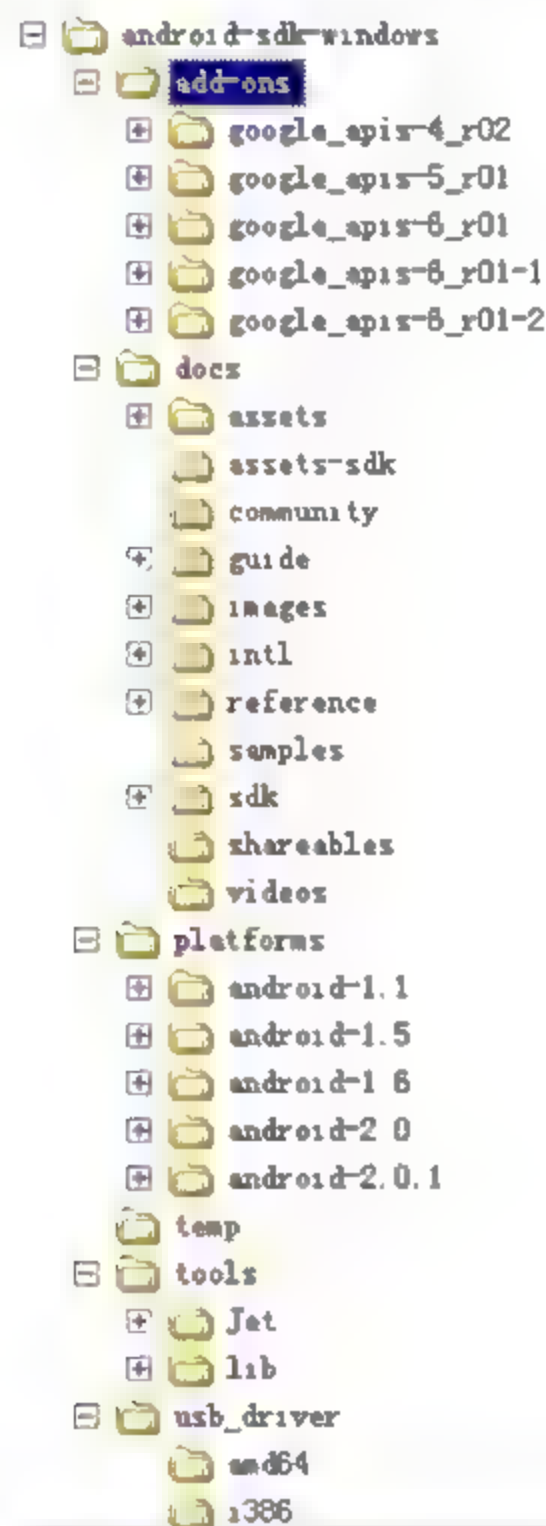 android-sdk-windows
add-ons
google_apis-4_r02
google_apis-5_r01
google_apis-6_r01
google_apis-6_r01-1
google_apis-6_r01-2
docs
assets
assets-sdk
community
guide
images
intl
reference
samples
sdk
shareables
videos
platforms
android-1.1
android-1.5
android-1.6
android-2.0
android-2.0.1
temp
tools
Jet
lib
usb_driver
amd64
i386